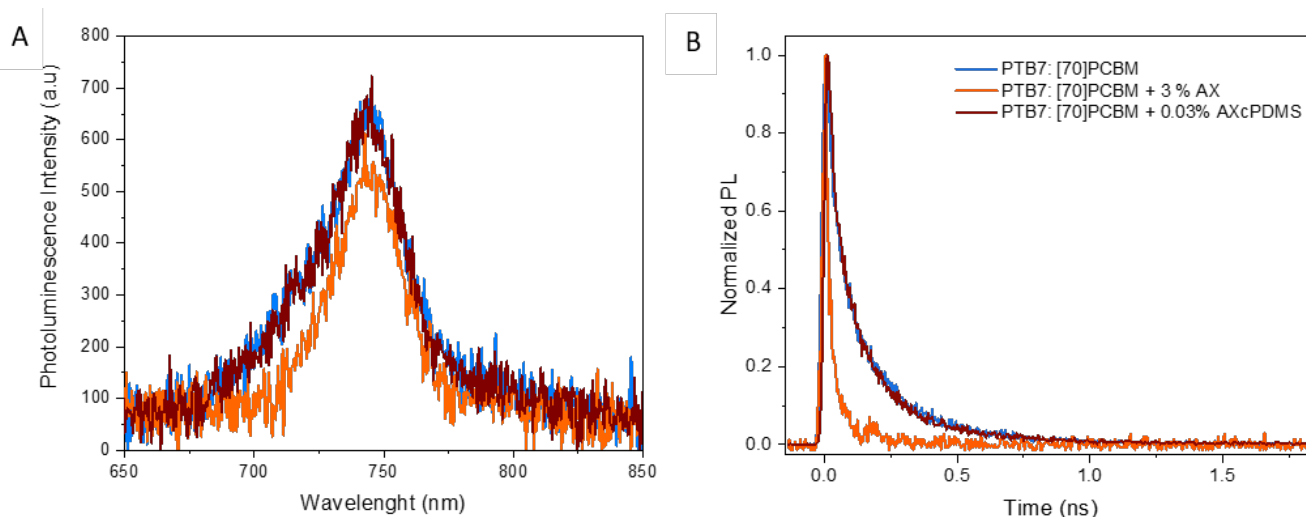 A
Photoluminescence Intensity (a.u)
800
700
600
500
400
300
200
100
0
650
700
750
800
850
Wavelenght (nm)
B
Normalized PL
1.0
0.8
0.6
0.4
0.2
0.0
PTB7: [70]PCBM
PTB7: [70]PCBM + 3 % AX
PTB7: [70]PCBM + 0.03% AXcPDMS
0.0
0.5
1.0
1.5
Time (ns)